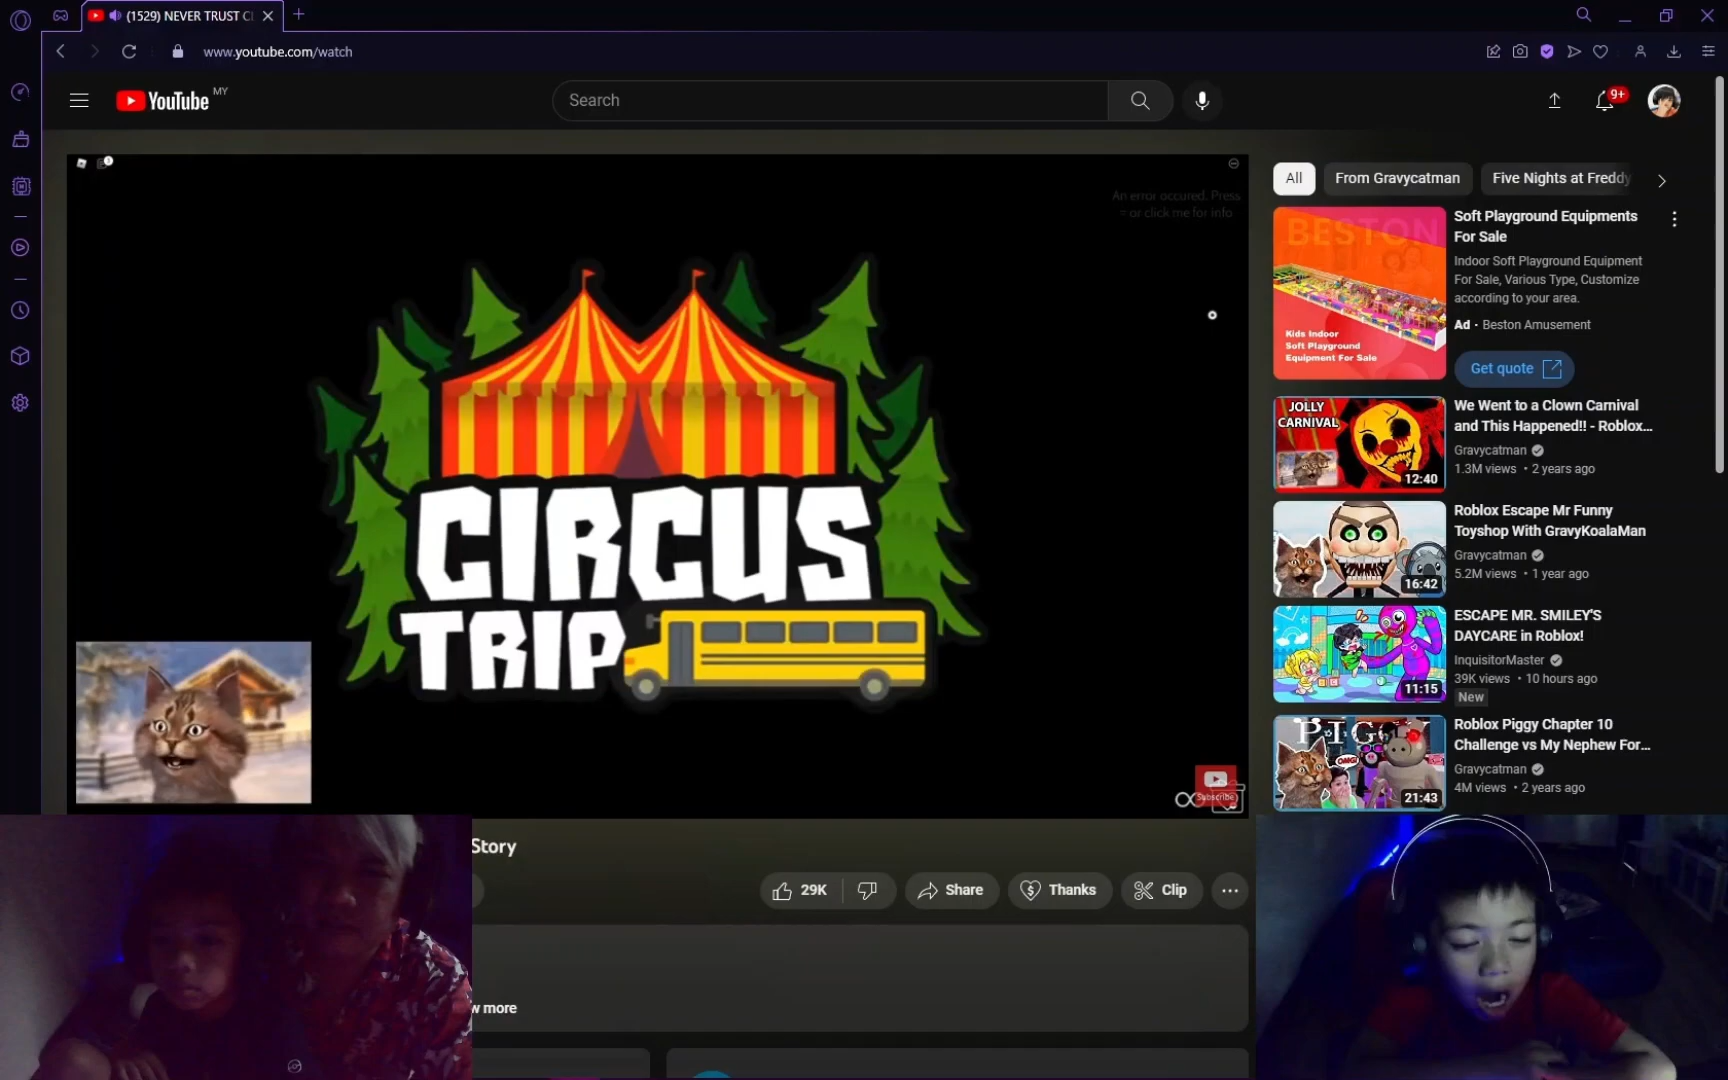 (1529) NEVER TRUST CL
www.youtube.com/watch
YouTube MY
Search
9+
An error occured. Press
= or click me for info
CIRCUS
TRIP
Subscribe
Story
29K
Share
Thanks
Clip
w more
All
From Gravycatman
Five Nights at Freddy
BESTON
Kids Indoor
Soft Playground
Equipment For Sale
Soft Playground Equipments
For Sale
Indoor Soft Playground Equipment
For Sale, Various Type, Customize
according to your area.
Ad · Beston Amusement
Get quote
JOLLY
CARNIVAL
12:40
We Went to a Clown Carnival
and This Happened!! - Roblox...
Gravycatman
1.3M views • 2 years ago
16:42
Roblox Escape Mr Funny
Toyshop With GravyKoalaMan
Gravycatman
5.2M views • 1 year ago
11:15
ESCAPE MR. SMILEY'S
DAYCARE in Roblox!
InquisitorMaster
39K views • 10 hours ago
New
PIGGY
OMG!
21:43
Roblox Piggy Chapter 10
Challenge vs My Nephew For...
Gravycatman
4M views • 2 years ago